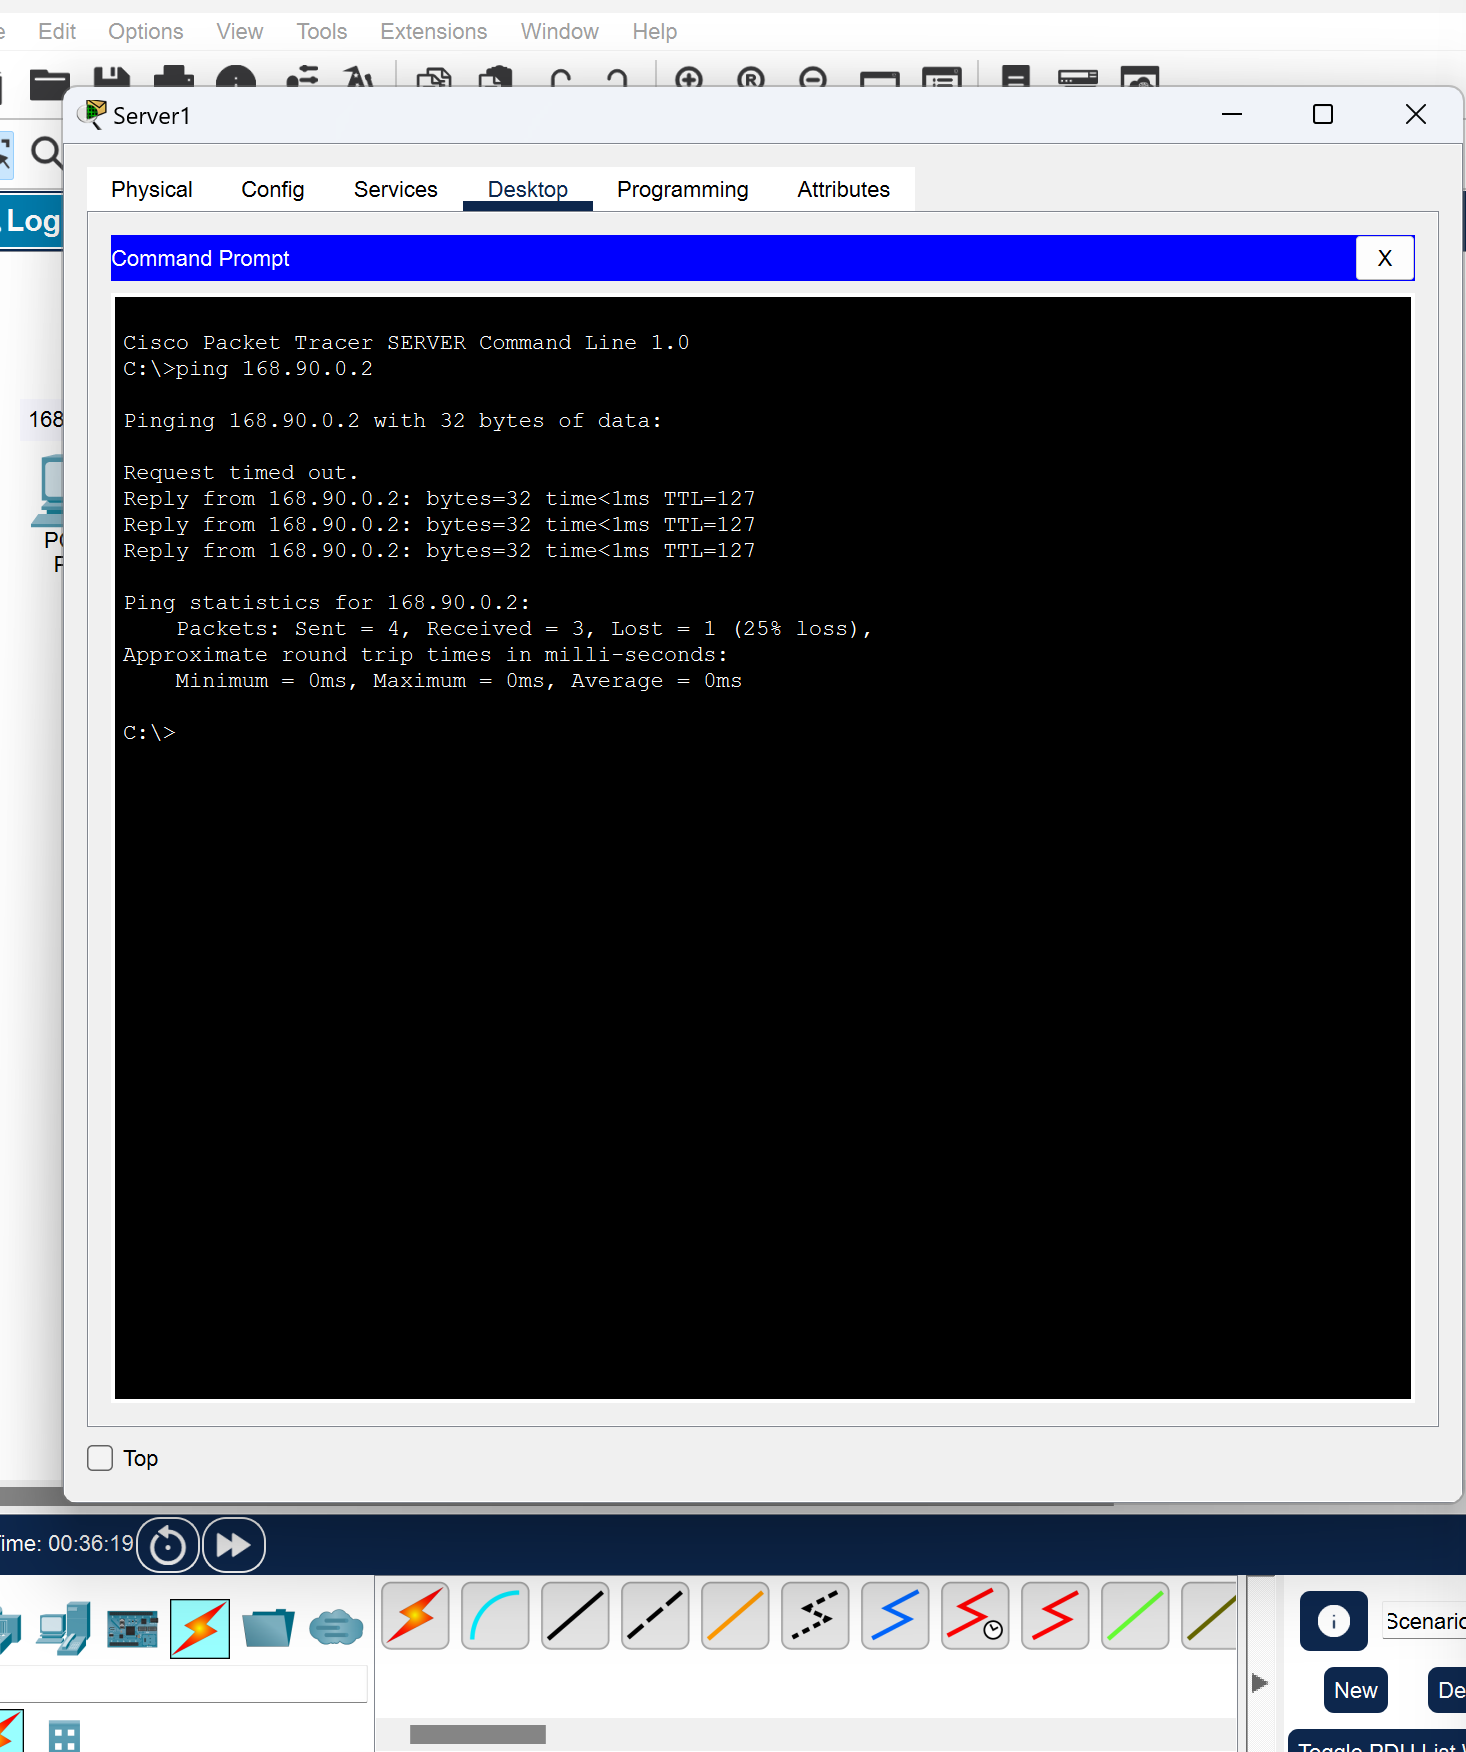 Edit Options View Tools Extensions Window Help
Server1
Physical Config Services Desktop Programming Attributes
Log
Command Prompt
X
Cisco Packet Tracer SERVER Command Line 1.0
C:\>ping 168.90.0.2
Pinging 168.90.0.2 with 32 bytes of data:
Request timed out.
Reply from 168.90.0.2: bytes=32 time<1ms TTL=127
Reply from 168.90.0.2: bytes=32 time<1ms TTL=127
Reply from 168.90.0.2: bytes=32 time<1ms TTL=127
Ping statistics for 168.90.0.2:
Packets: Sent = 4, Received = 3, Lost = 1 (25% loss),
Approximate round trip times in milli-seconds:
Minimum = 0ms, Maximum = 0ms, Average = 0ms
C:\>
168
Top
ime: 00:36:19
Scenario
New
De